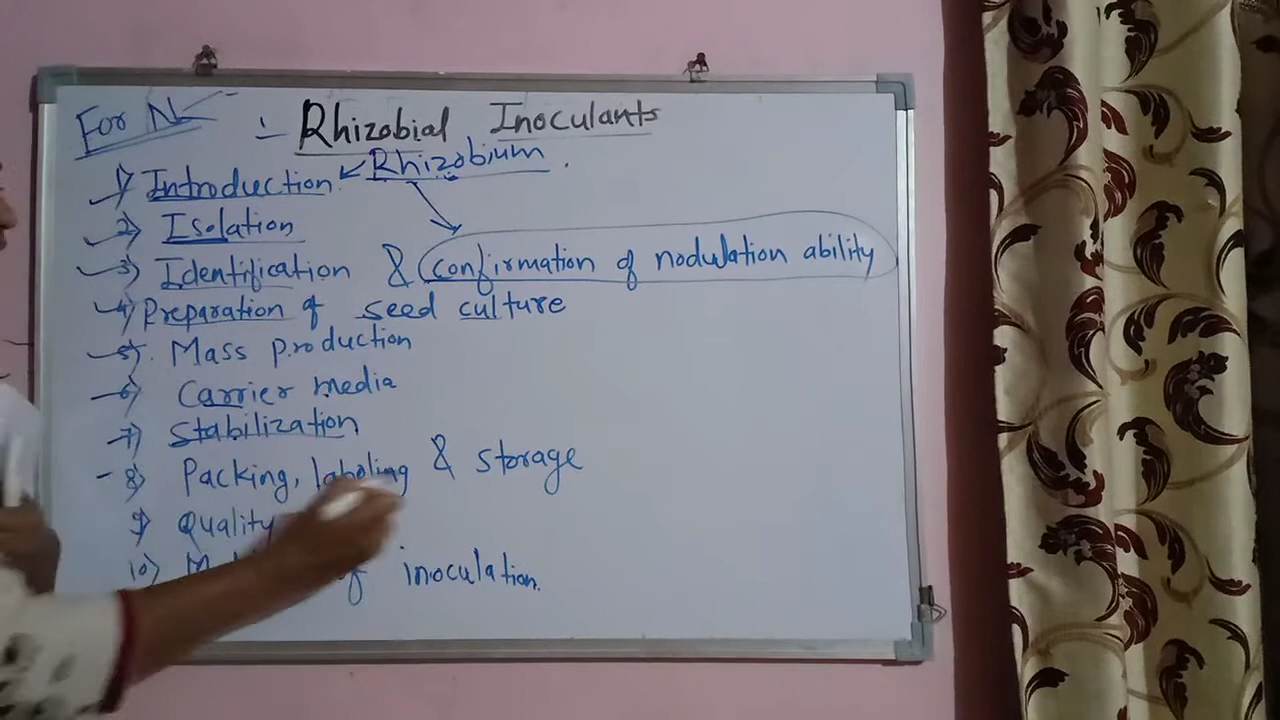 For N :- Rhizobial Inoculants
Rhizobium.
1) Introduction
2) Isolation
3) Identification & confirmation of nodulation ability
4) Preparation of seed culture
5) Mass production
6) Carrier media
7) Stabilization
8) Packing, labeling & storage
9) Quality
10) of inoculation.